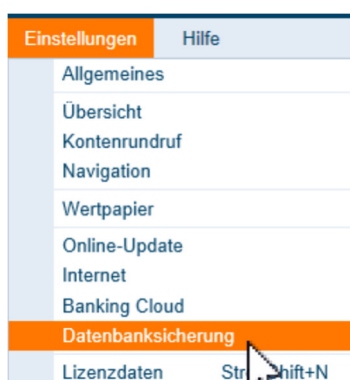 Einstellungen Hilfe
Allgemeines
Übersicht
Kontenrundruf
Navigation
Wertpapier
Online-Update
Internet
Banking Cloud
Datenbanksicherung
Lizenzdaten